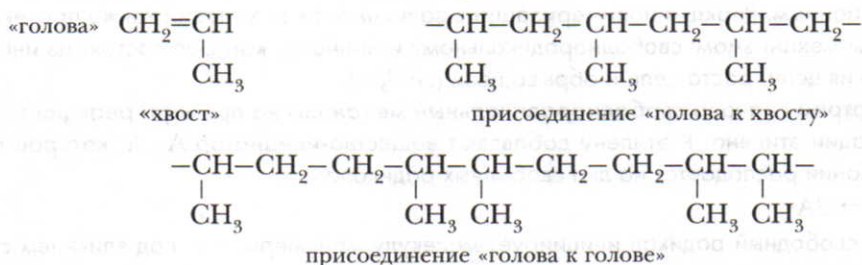 «голова» CH₂=CH –CH–CH₂–CH–CH₂–CH–CH₂–
CH₃ CH₃ CH₃ CH₃
«хвост» присоединение «голова к хвосту»
–CH–CH₂–CH₂–CH–CH–CH₂–CH₂–CH–CH–
CH₃ CH₃ CH₃ CH₃ CH₃
присоединение «голова к голове»